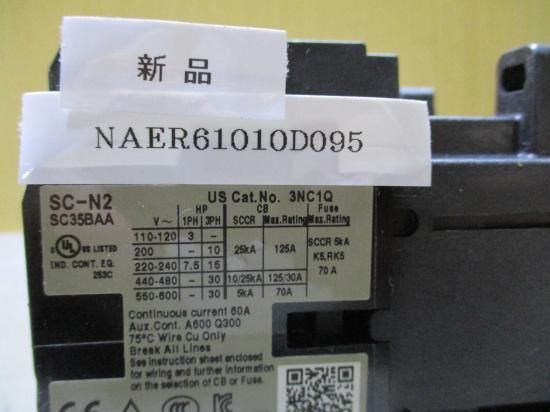 新品
NAER61010D095
SC-N2
US Cat.No. 3NC1Q
SC35BAA
HP CB Fuse
V~ 1PH 3PH SCCR Max.Rating Max.Rating
110-120 3 – 25kA 125A SCCR 5kA K5,RK5 70 A
200 – 10
220-240 7.5 15
440-480 – 30 10/25kA 125/30A
550-600 – 30 5kA 70A
UL US LISTED
IND. CONT. EQ.
253C
Continuous current 60A
Aux.Cont. A600 Q300
75°C Wire Cu Only
Break All Lines
See instruction sheet enclosed
for wiring and further information
on the selection of CB or Fuse.